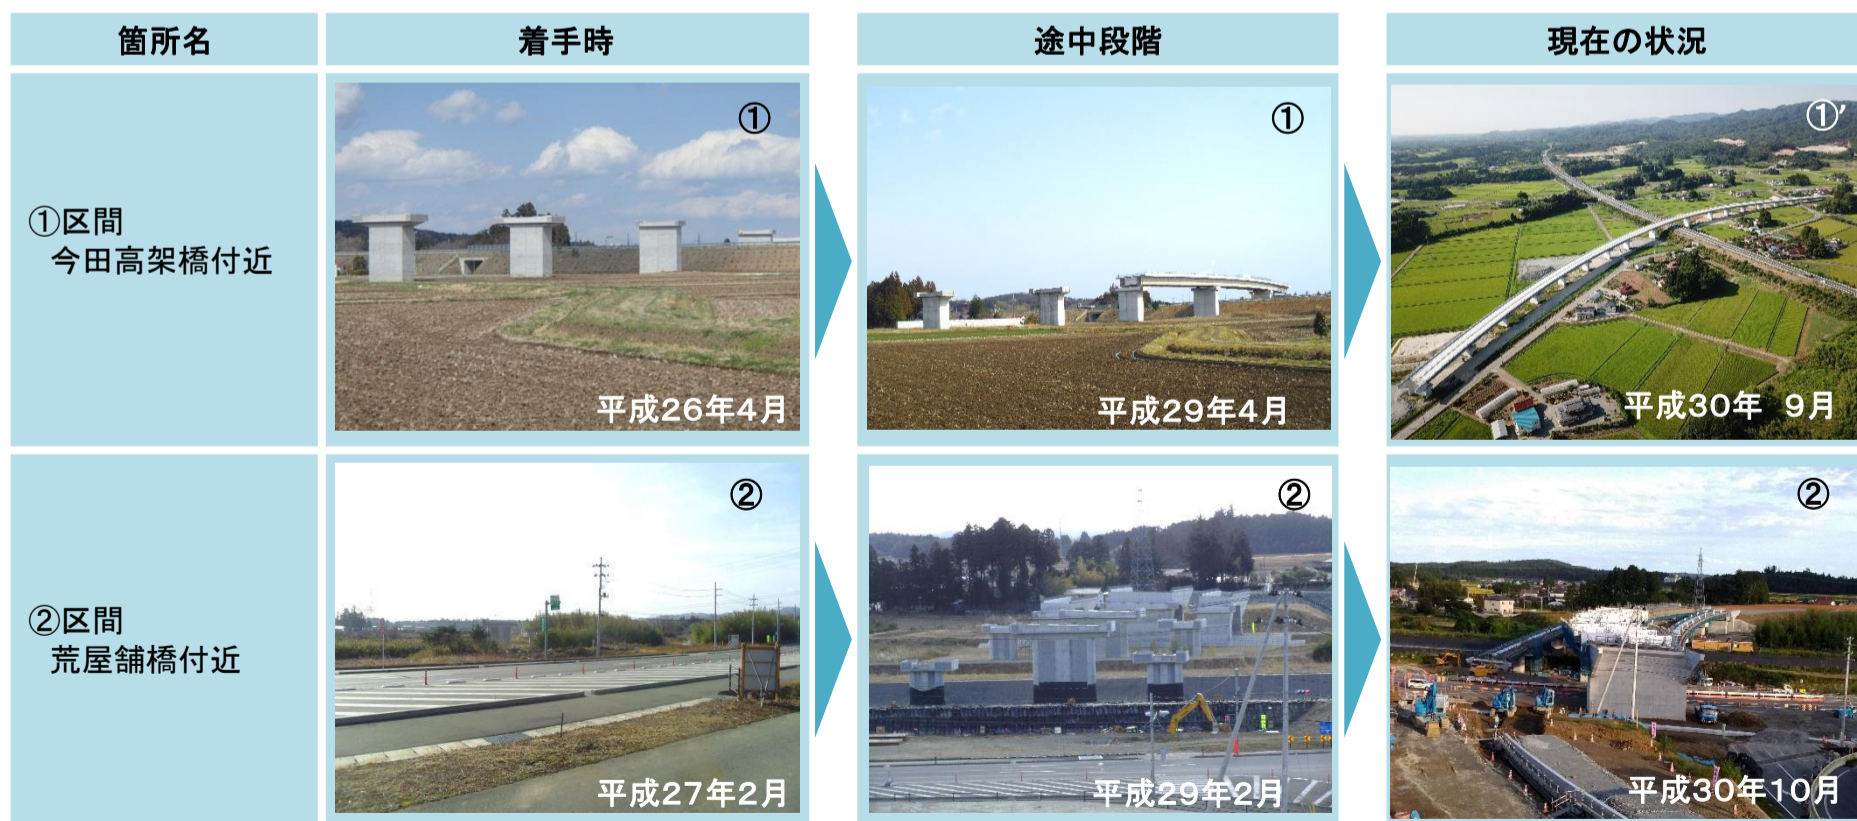 箇所名
着手時
途中段階
現在の状況
①区間
今田高架橋付近
①
平成26年4月
①
平成29年4月
①’
平成30年 9月
②区間
荒屋舗橋付近
②
平成27年2月
②
平成29年2月
②
平成30年10月